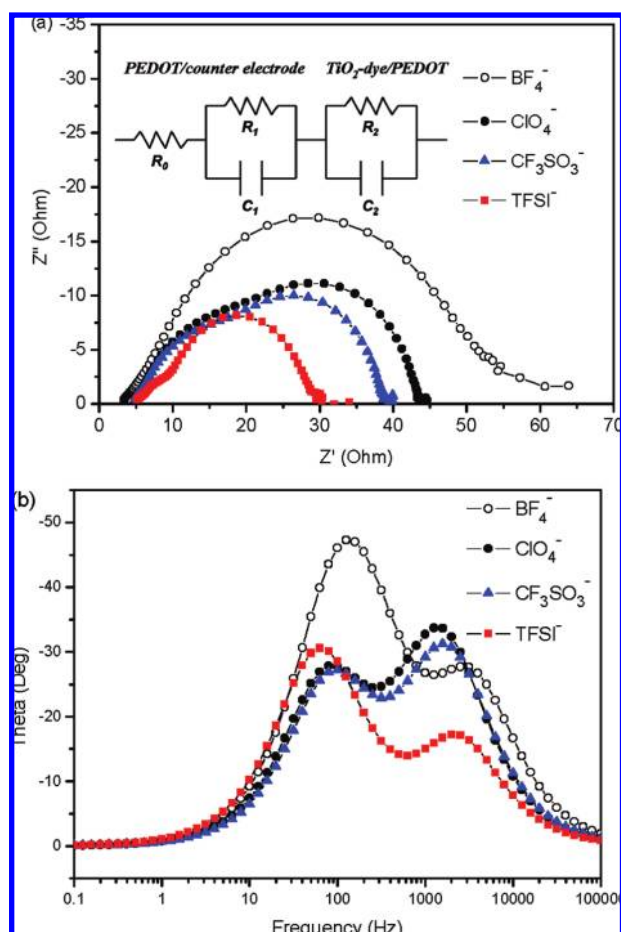 (a)
-35
-30
-25
-20
-15
-10
-5
0
Z'' (Ohm)
PEDOT/counter electrode TiO₂-dye/PEDOT
R₀ R₁ R₂
C₁ C₂
BF₄⁻
ClO₄⁻
CF₃SO₃⁻
TFSI⁻
0 10 20 30 40 50 60 70
Z' (Ohm)
(b)
-50
-40
-30
-20
-10
0
Theta (Deg)
BF₄⁻
ClO₄⁻
CF₃SO₃⁻
TFSI⁻
0.1 1 10 100 1000 10000 100000
Frequency (Hz)